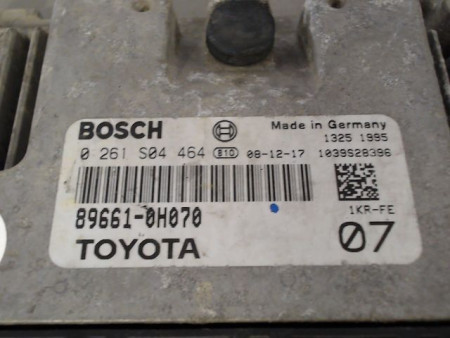 BOSCH Made in Germany
1325 1995
0 261 S04 464 B10 08-12-17 1039S28396
89661-0H070 1KR-FE
TOYOTA 07